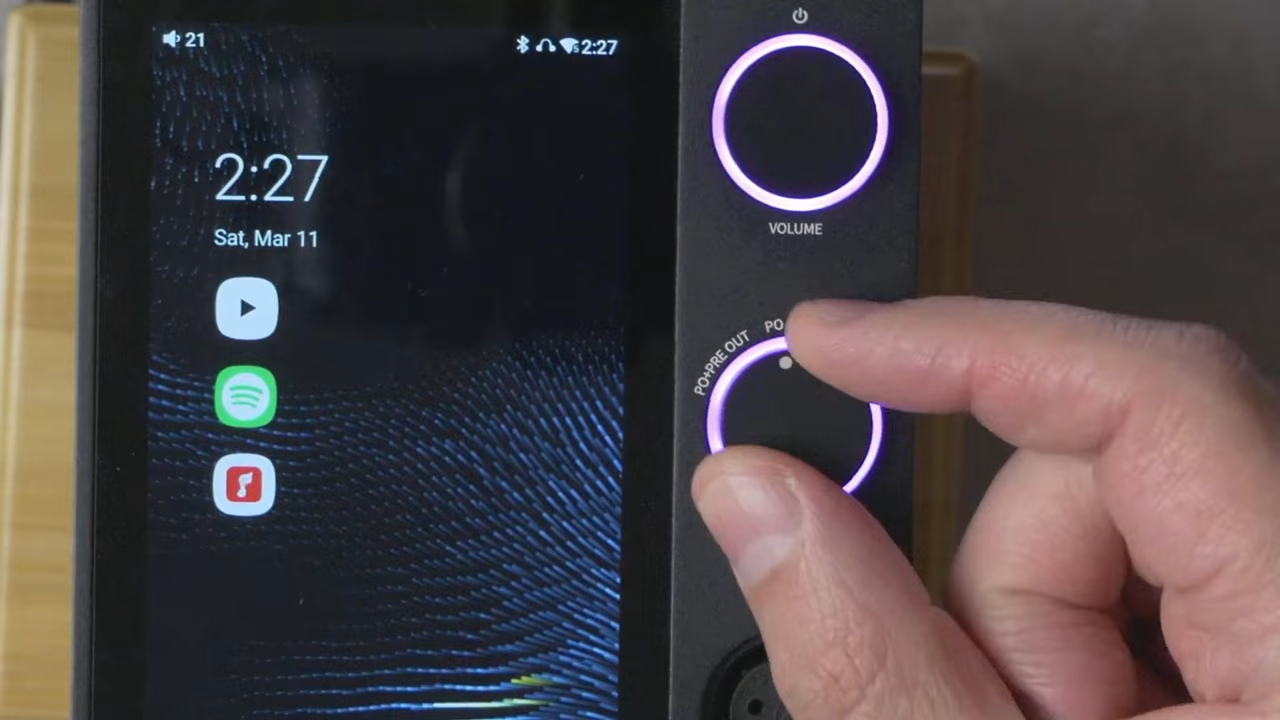 21
2:27
2:27
Sat, Mar 11
VOLUME
PO+PRE OUT
PO